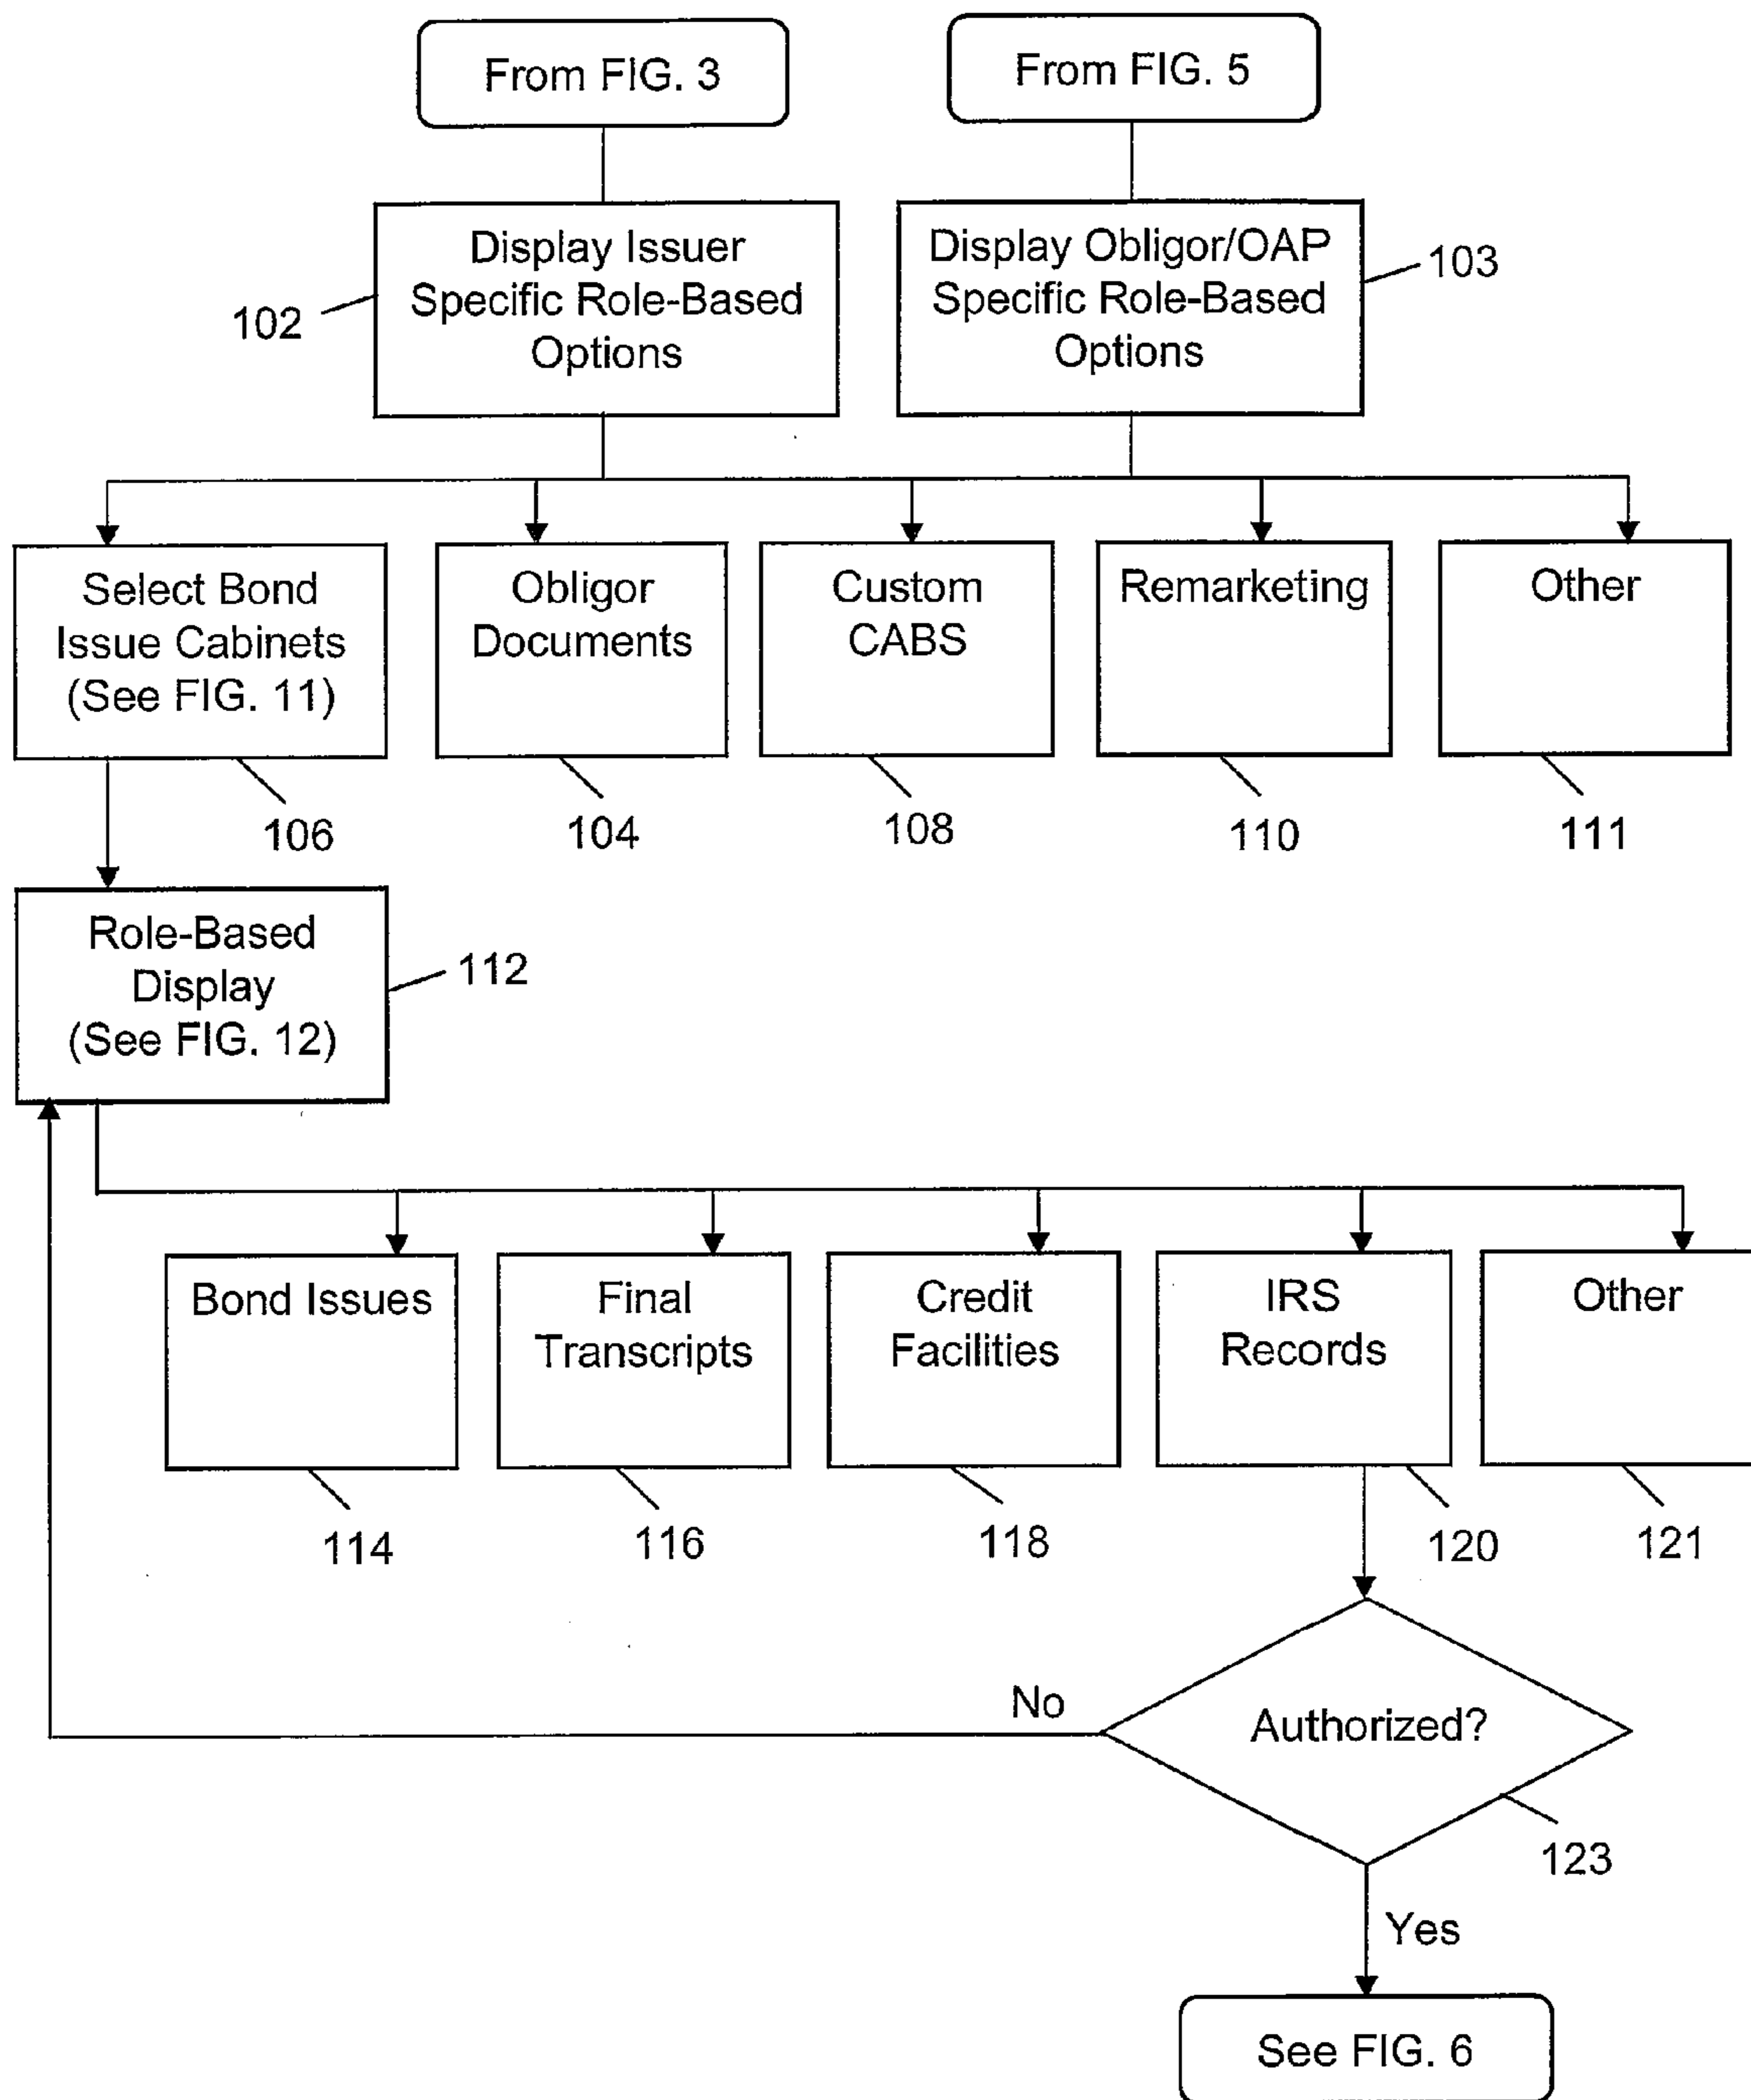 From FIG. 3
From FIG. 5
Display Issuer
Specific Role-Based
Options
102
Display Obligor/OAP
Specific Role-Based
Options
103
Select Bond
Issue Cabinets
(See FIG. 11)
106
Obligor
Documents
104
Custom
CABS
108
Remarketing
110
Other
111
Role-Based
Display
(See FIG. 12)
112
Bond Issues
114
Final
Transcripts
116
Credit
Facilities
118
IRS
Records
120
Other
121
Authorized?
123
No
Yes
See FIG. 6